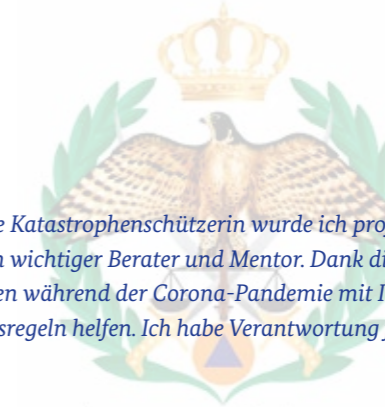 e Katastrophenschützerin wurde ich prof
n wichtiger Berater und Mentor. Dank di
en während der Corona-Pandemie mit I
sregeln helfen. Ich habe Verantwortung